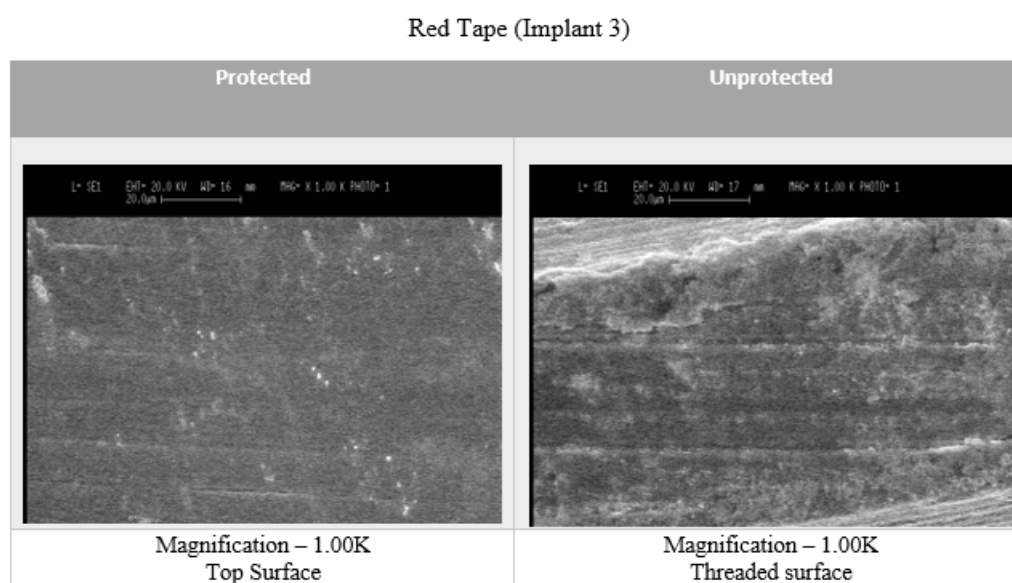 Red Tape (Implant 3)
Protected
Unprotected
L= SE1 EHT= 20.0 KV WD= 16 mm MAG= X 1.00 K PHOTO= 1
20.0µm
L= SE1 EHT= 20.0 KV WD= 17 mm MAG= X 1.00 K PHOTO= 1
20.0µm
Magnification – 1.00K
Top Surface
Magnification – 1.00K
Threaded surface